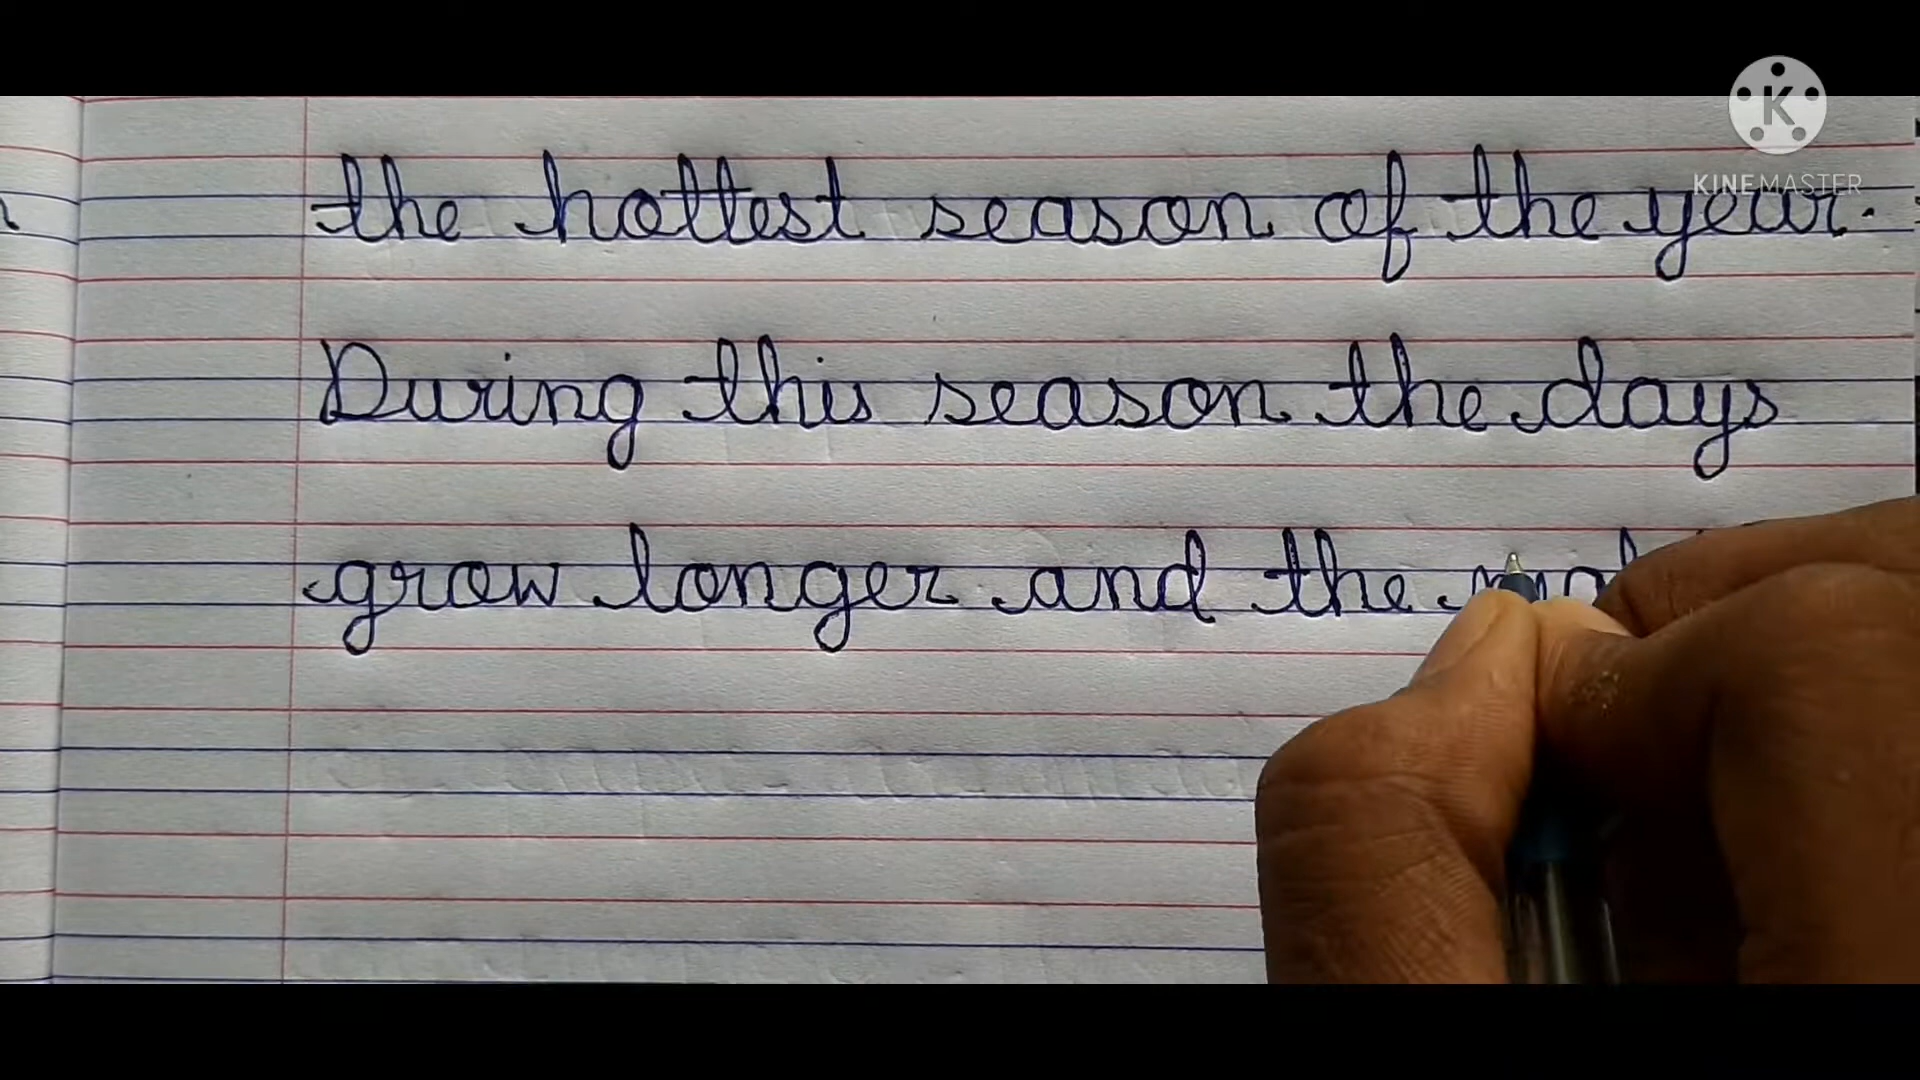 KINEMASTER
the hottest season of the year.
During this season the days
grow longer and the